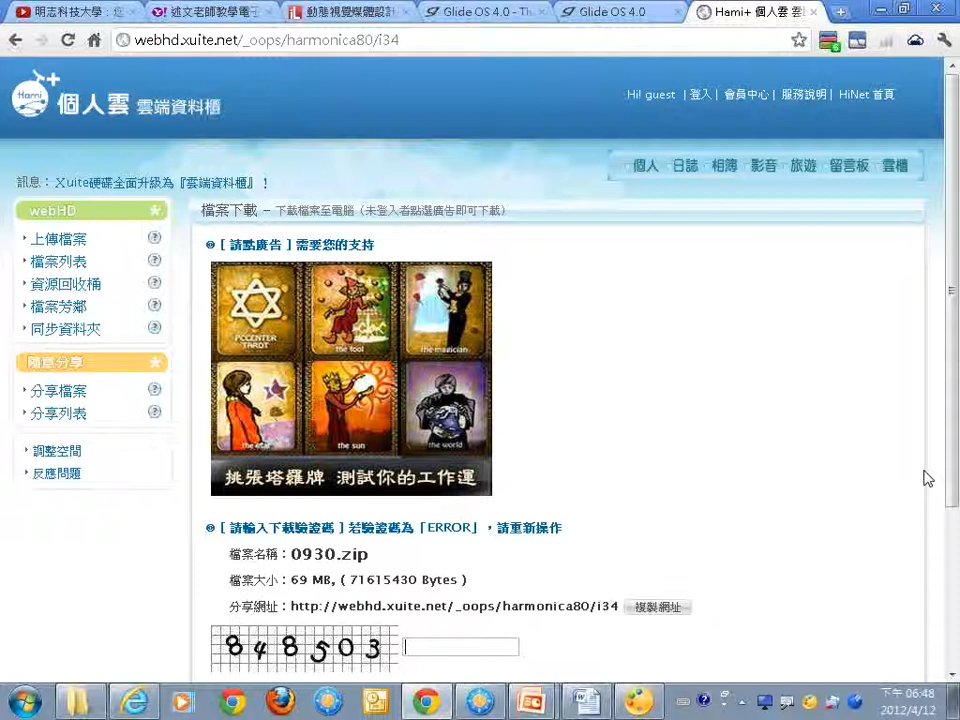 明志科技大學：述
述文老師教學電子
動態視覺媒體設計
Glide OS 4.0 - Th
Glide OS 4.0
Hami+ 個人雲 雲
webhd.xuite.net/_oops/harmonica80/i34
Hami+ 個人雲 雲端資料櫃
Hi! guest | 登入 | 會員中心 | 服務說明 | HiNet 首頁
個人 日誌 相簿 影音 旅遊 留言板 雲櫃
訊息： Xuite硬碟全面升級為『雲端資料櫃』！
webHD
檔案下載 – 下載檔案至電腦（未登入者點選廣告即可下載）
上傳檔案
檔案列表
資源回收桶
檔案芳鄰
同步資料夾
隨意分享
分享檔案
分享列表
調整空間
反應問題
[ 請點廣告 ] 需要您的支持
PCCENTER
TAROT
the fool
the magician
the star
the sun
the world
挑張塔羅牌 測試你的工作運
[ 請輸入下載驗證碼 ] 若驗證碼為「ERROR」，請重新操作
檔案名稱：0930.zip
檔案大小：69 MB, ( 71615430 Bytes )
分享網址：http://webhd.xuite.net/_oops/harmonica80/i34 複製網址
848503
下午 06:48
2012/4/12